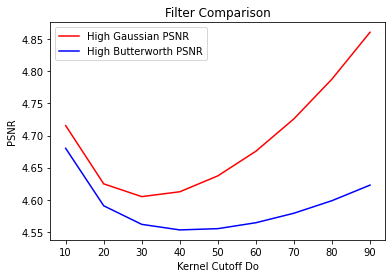 Filter Comparison
High Gaussian PSNR
High Butterworth PSNR
PSNR
4.85
4.80
4.75
4.70
4.65
4.60
4.55
10 20 30 40 50 60 70 80 90
Kernel Cutoff Do